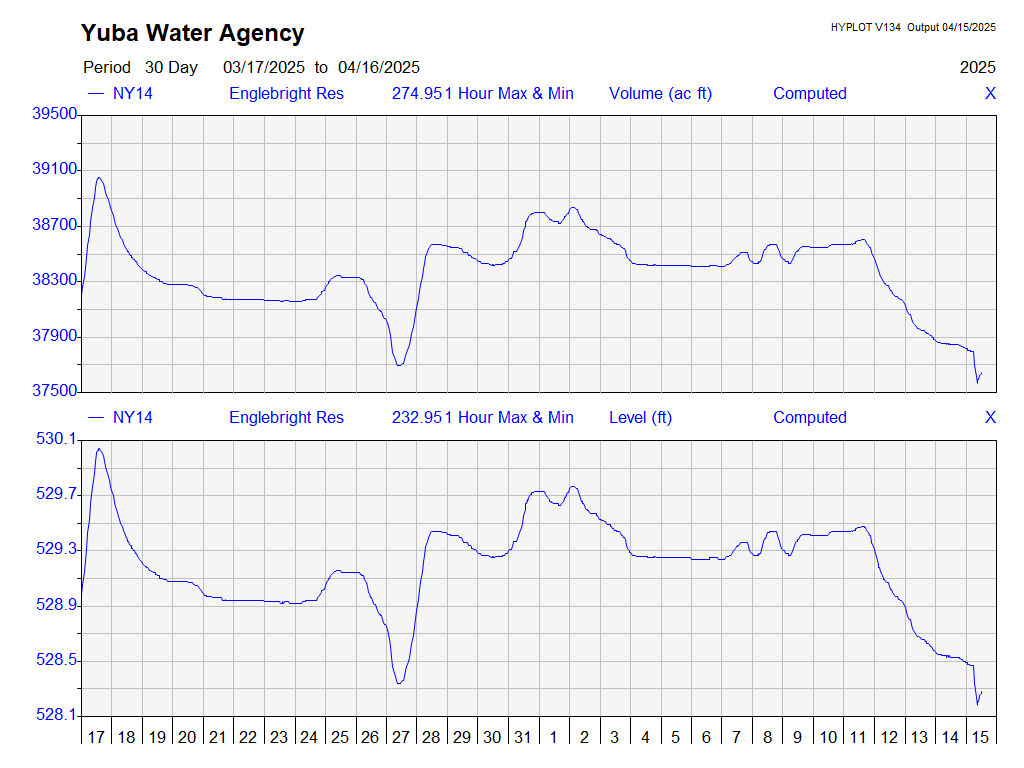 Yuba Water Agency
HYPLOT V134 Output 04/15/2025
Period 30 Day 03/17/2025 to 04/16/2025 2025
NY14 Englebright Res 274.951 Hour Max & Min Volume (ac ft) Computed X
39500
39100
38700
38300
37900
37500
NY14 Englebright Res 232.951 Hour Max & Min Level (ft) Computed X
530.1
529.7
529.3
528.9
528.5
528.1
17 18 19 20 21 22 23 24 25 26 27 28 29 30 31 1 2 3 4 5 6 7 8 9 10 11 12 13 14 15